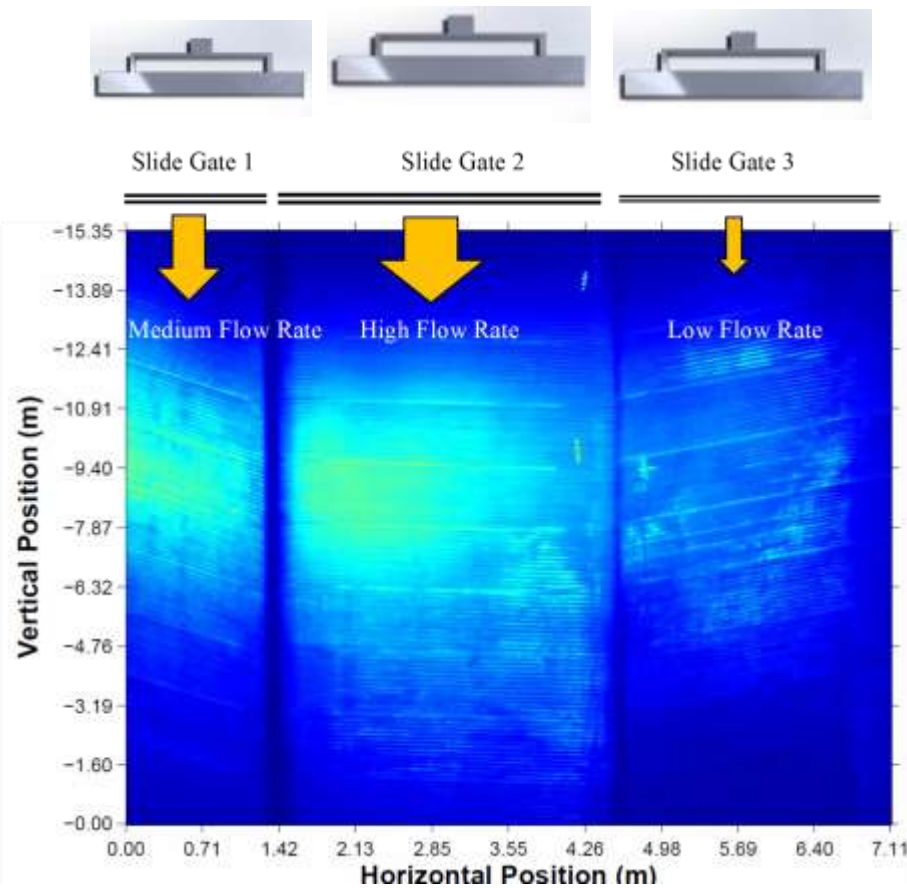 Slide Gate 1 Slide Gate 2 Slide Gate 3
−15.35
−13.89
Medium Flow Rate High Flow Rate Low Flow Rate
−12.41
−10.91
−9.40
−7.87
−6.32
−4.76
−3.19
−1.60
−0.00
Vertical Position (m)
0.00 0.71 1.42 2.13 2.85 3.55 4.26 4.98 5.69 6.40 7.11
Horizontal Position (m)